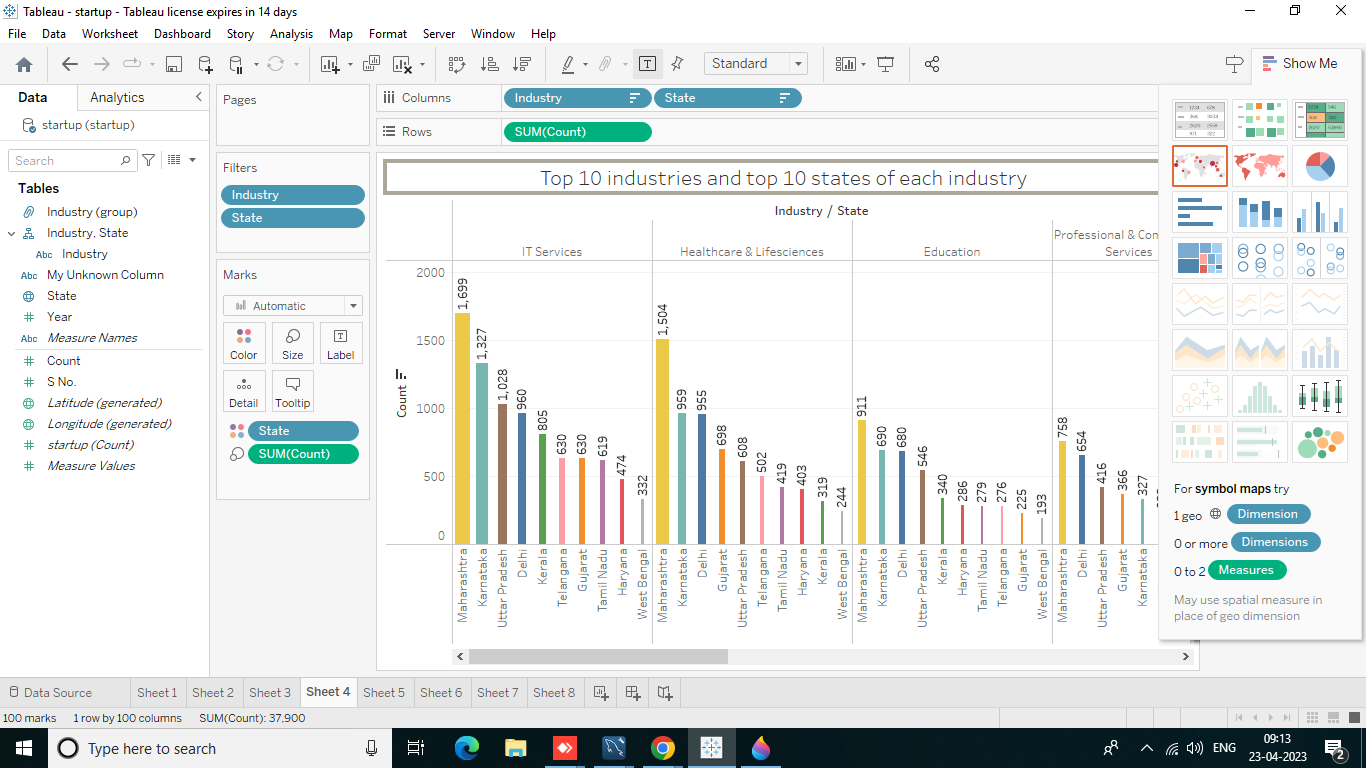 Tableau - startup - Tableau license expires in 14 days
File Data Worksheet Dashboard Story Analysis Map Format Server Window Help
Standard
Show Me
Data Analytics
startup (startup)
Search
Tables
Industry (group)
Industry, State
Abc Industry
Abc My Unknown Column
State
# Year
Abc Measure Names
# Count
# S No.
Latitude (generated)
Longitude (generated)
# startup (Count)
# Measure Values
Pages
Filters
Industry
State
Marks
Automatic
Color Size Label
Detail Tooltip
State
SUM(Count)
Columns Industry State
Rows SUM(Count)
Top 10 industries and top 10 states of each industry
Industry / State
IT Services Healthcare & Lifesciences Education Professional & Com
Services
Count
2000
1500
1000
500
0
1,699 1,327 1,028 960 805 630 630 619 474 332
1,504 959 955 698 608 502 419 403 319 244
911 690 680 546 340 286 279 276 225 193
758 654 416 366 327
Maharashtra Karnataka Uttar Pradesh Delhi Kerala Telangana Gujarat Tamil Nadu Haryana West Bengal
Maharashtra Karnataka Delhi Gujarat Uttar Pradesh Telangana Tamil Nadu Haryana Kerala West Bengal
Maharashtra Karnataka Delhi Uttar Pradesh Kerala Haryana Tamil Nadu Telangana Gujarat West Bengal
Maharashtra Delhi Uttar Pradesh Gujarat Karnataka
For symbol maps try
1 geo Dimension
0 or more Dimensions
0 to 2 Measures
May use spatial measure in
place of geo dimension
Data Source Sheet 1 Sheet 2 Sheet 3 Sheet 4 Sheet 5 Sheet 6 Sheet 7 Sheet 8
100 marks 1 row by 100 columns SUM(Count): 37,900
Type here to search
ENG
09:13
23-04-2023
2